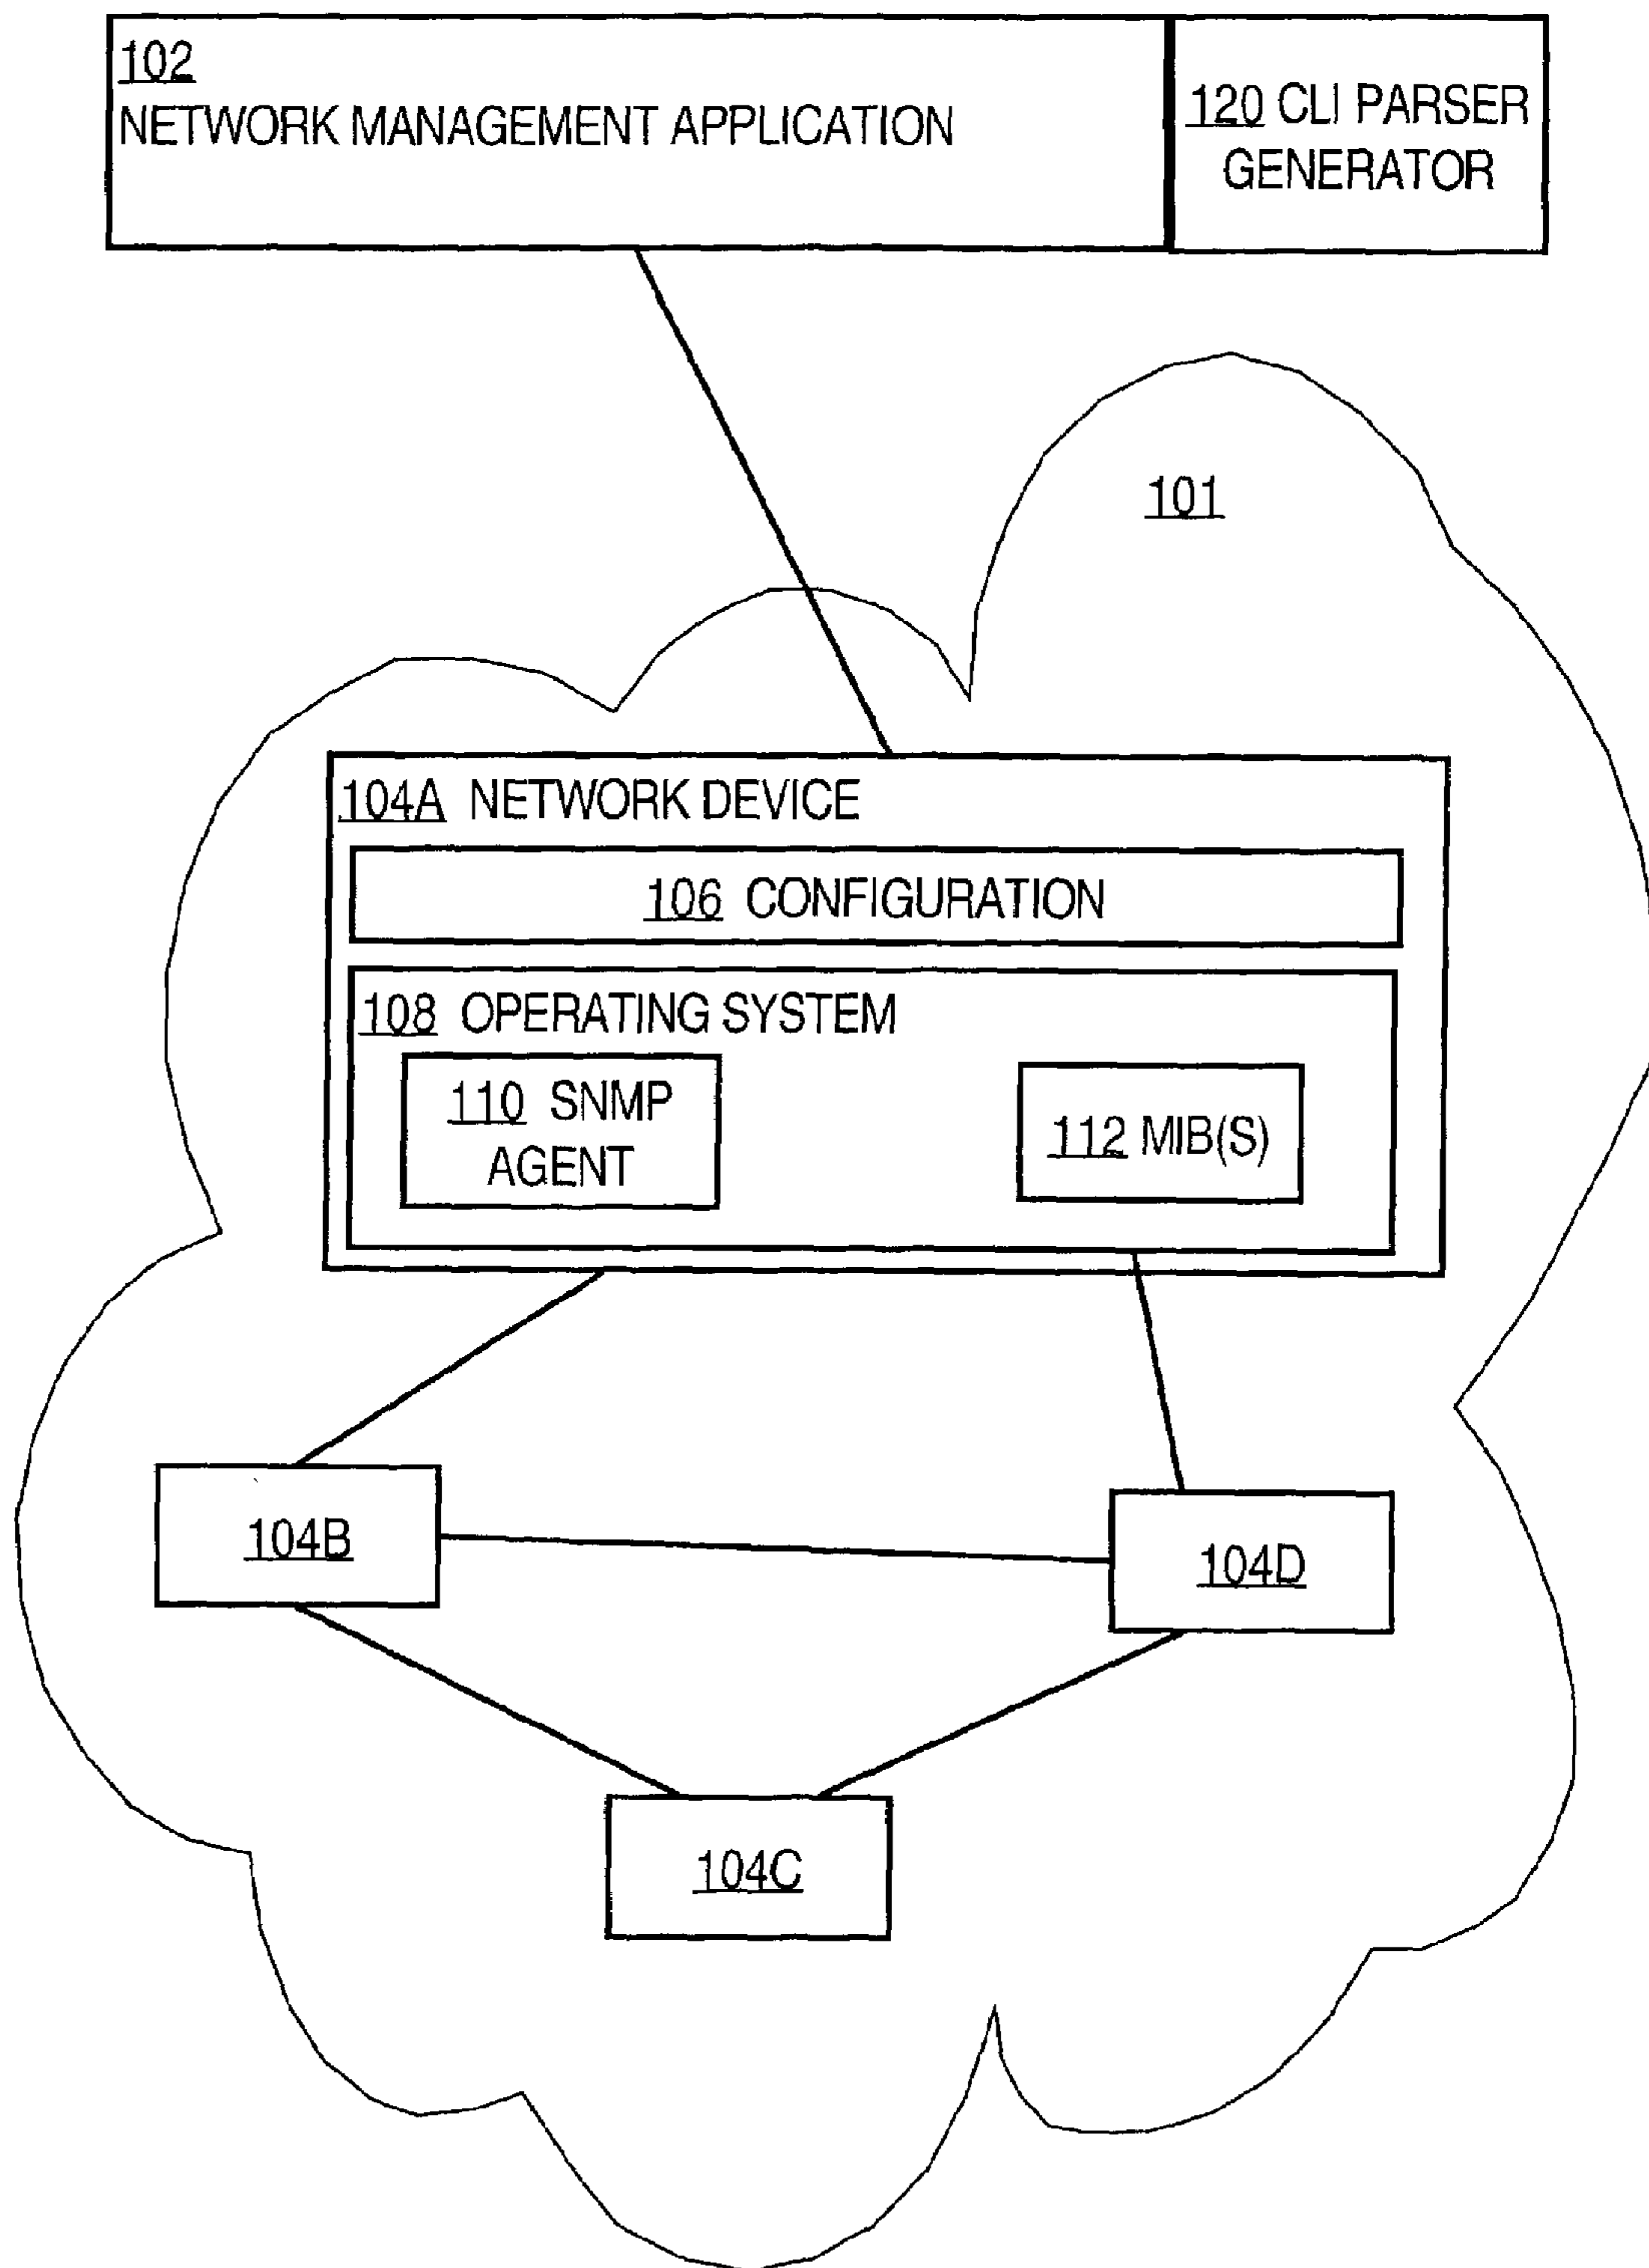 102
NETWORK MANAGEMENT APPLICATION
120 CLI PARSER
GENERATOR
101
104A NETWORK DEVICE
106 CONFIGURATION
108 OPERATING SYSTEM
110 SNMP
AGENT
112 MIB(S)
104B
104D
104C